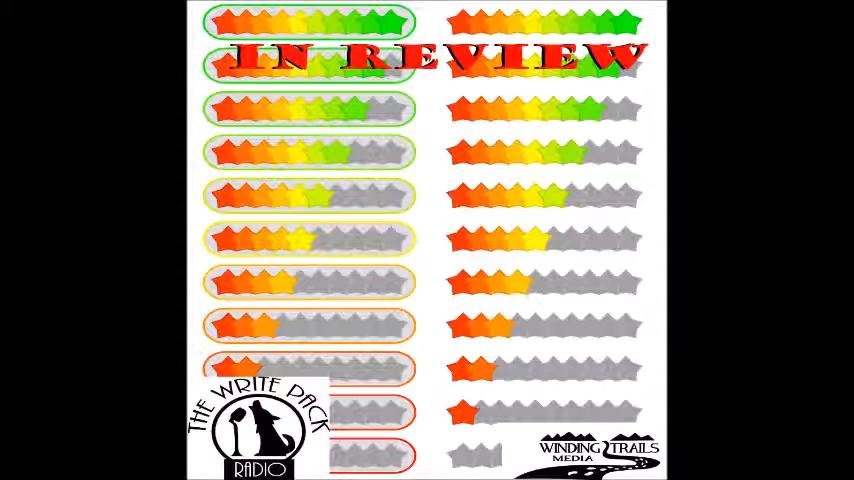 IN REVIEW
THE WRITE PACK
RADIO
WINDING TRAILS
MEDIA